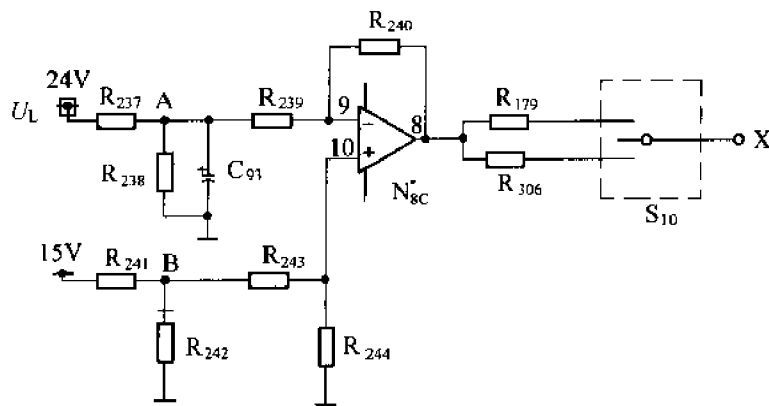 R240
24V
UL
R237
A
R239
9
8
10
R179
R238
C93
N8C
R306
X
S10
15V
R241
B
R243
R242
R244